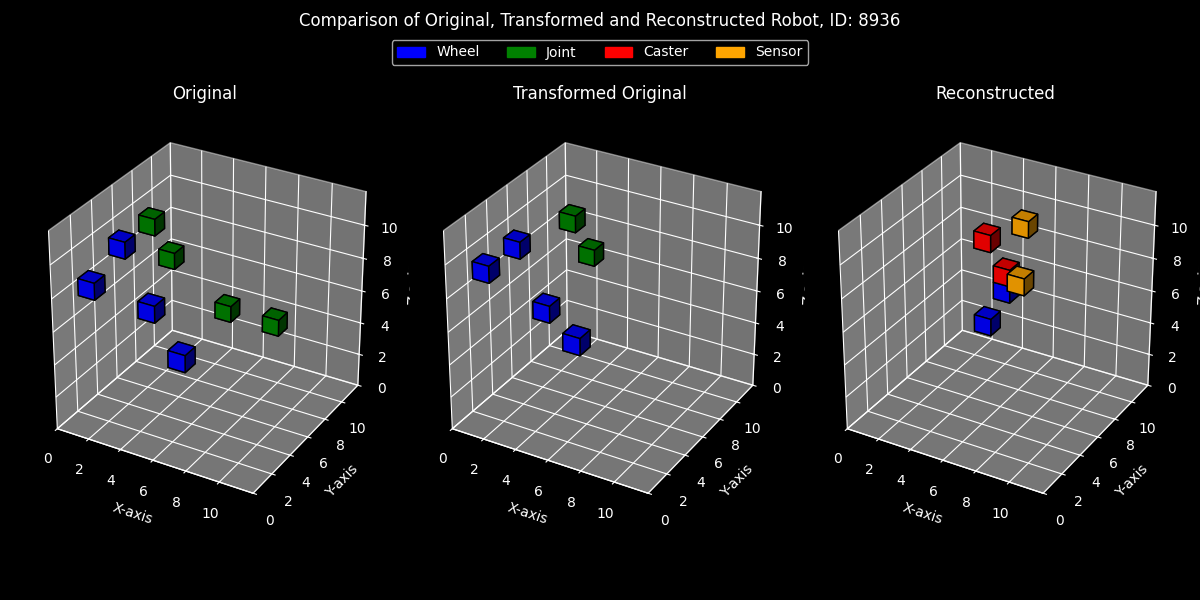 Comparison of Original, Transformed and Reconstructed Robot, ID: 8936
Wheel Joint Caster Sensor
Original Transformed Original Reconstructed
10 10 10
8 8 8
6 6 6
4 4 4
2 2 2
0 0 0
10 10 10
8 8 8
0 6 0 6 0 6
2 4 2 4 2 4
4 2 4 2 4 2
6 0 6 0 6 0
8 8 8
10 10 10
X-axis Y-axis X-axis Y-axis X-axis Y-axis